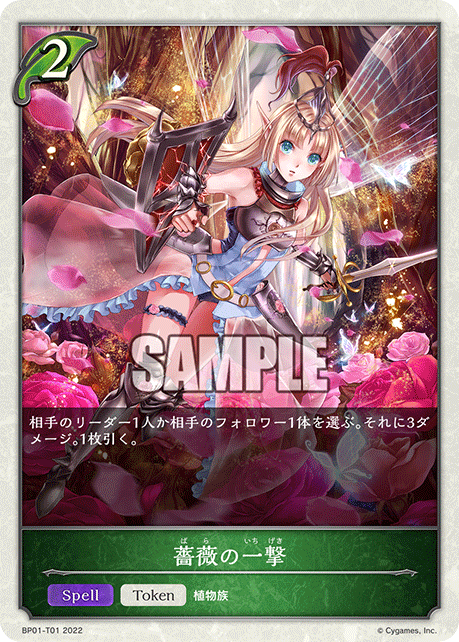 2
SAMPLE
相手のリーダー1人か相手のフォロワー1体を選ぶ。それに3ダ
メージ。1枚引く。
ばら いちげき
薔薇の一撃
Spell Token 植物族
BP01-T01 2022 © Cygames, Inc.